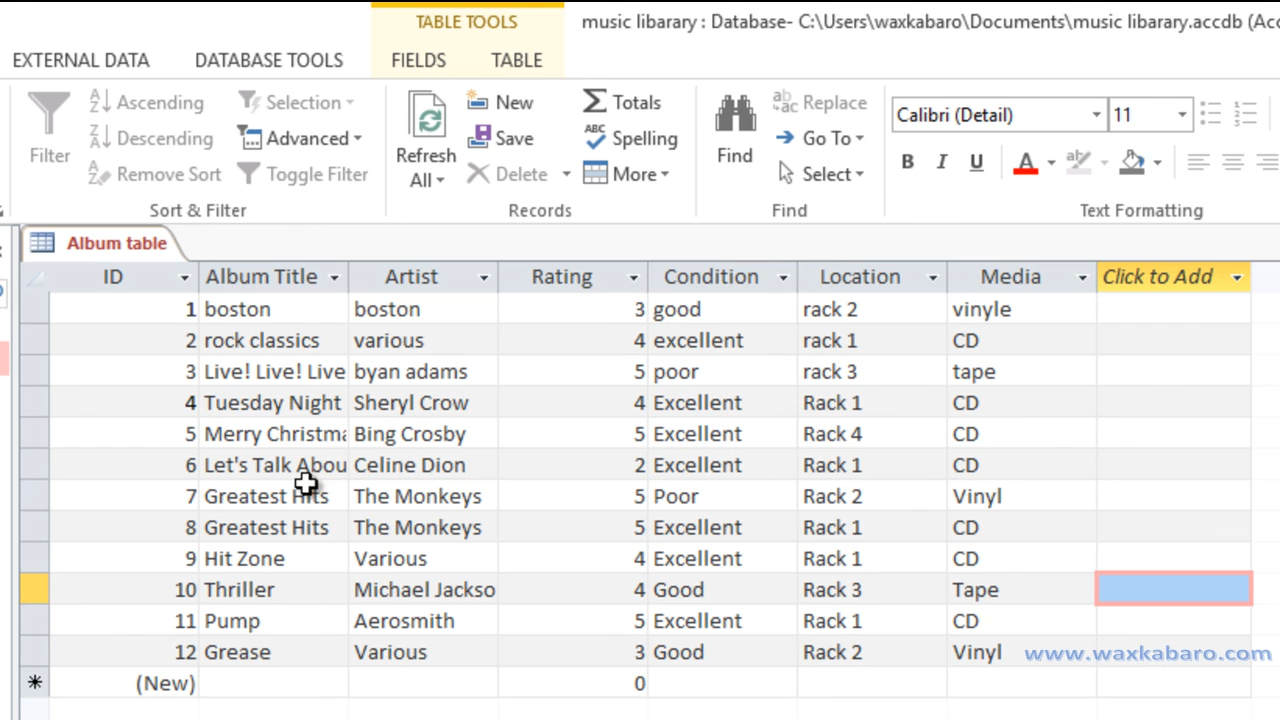 TABLE TOOLS music libarary : Database- C:\Users\waxkabaro\Documents\music libarary.accdb (Acc
EXTERNAL DATA DATABASE TOOLS FIELDS TABLE
Filter Ascending Selection Refresh All New Totals Find Replace Calibri (Detail) 11
Descending Advanced Save Spelling Go To
Remove Sort Toggle Filter Delete More Select B I U A ab
Sort & Filter Records Find Text Formatting
Album table
ID Album Title Artist Rating Condition Location Media Click to Add
1 boston boston 3 good rack 2 vinyle
2 rock classics various 4 excellent rack 1 CD
3 Live! Live! Live byan adams 5 poor rack 3 tape
4 Tuesday Night Sheryl Crow 4 Excellent Rack 1 CD
5 Merry Christma Bing Crosby 5 Excellent Rack 4 CD
6 Let's Talk Abou Celine Dion 2 Excellent Rack 1 CD
7 Greatest Hits The Monkeys 5 Poor Rack 2 Vinyl
8 Greatest Hits The Monkeys 5 Excellent Rack 1 CD
9 Hit Zone Various 4 Excellent Rack 1 CD
10 Thriller Michael Jackso 4 Good Rack 3 Tape
11 Pump Aerosmith 5 Excellent Rack 1 CD
12 Grease Various 3 Good Rack 2 Vinyl www.waxkabaro.com
* (New) 0